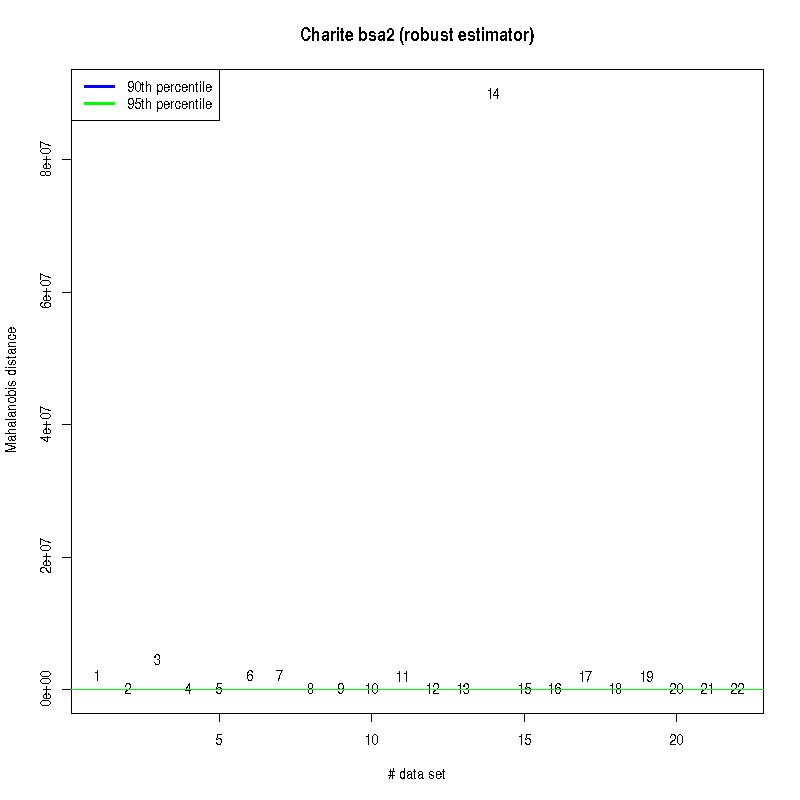 Charite bsa2 (robust estimator)
90th percentile
95th percentile
14
8e+07
6e+07
4e+07
2e+07
0e+00
Mahalanobis distance
1
2
3
4
5
6
7
8
9
10
11
12
13
15
16
17
18
19
20
21
22
5
10
15
20
# data set